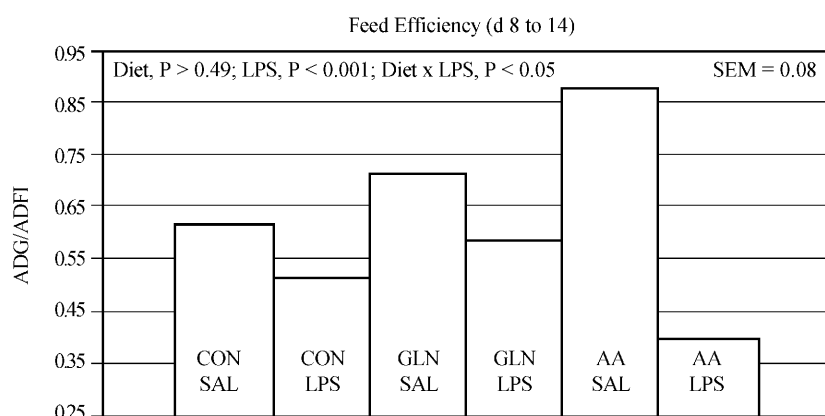 Feed Efficiency (d 8 to 14)
Diet, P > 0.49; LPS, P < 0.001; Diet x LPS, P < 0.05
SEM = 0.08
ADG/ADFI
0.95
0.85
0.75
0.65
0.55
0.45
0.35
0.25
CON SAL
CON LPS
GLN SAL
GLN LPS
AA SAL
AA LPS